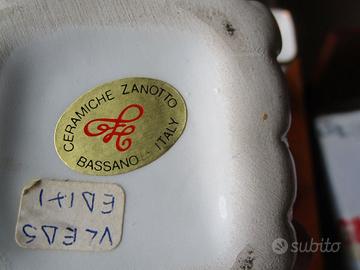 CERAMICHE ZANOTTO
BASSANO - ITALY
subito